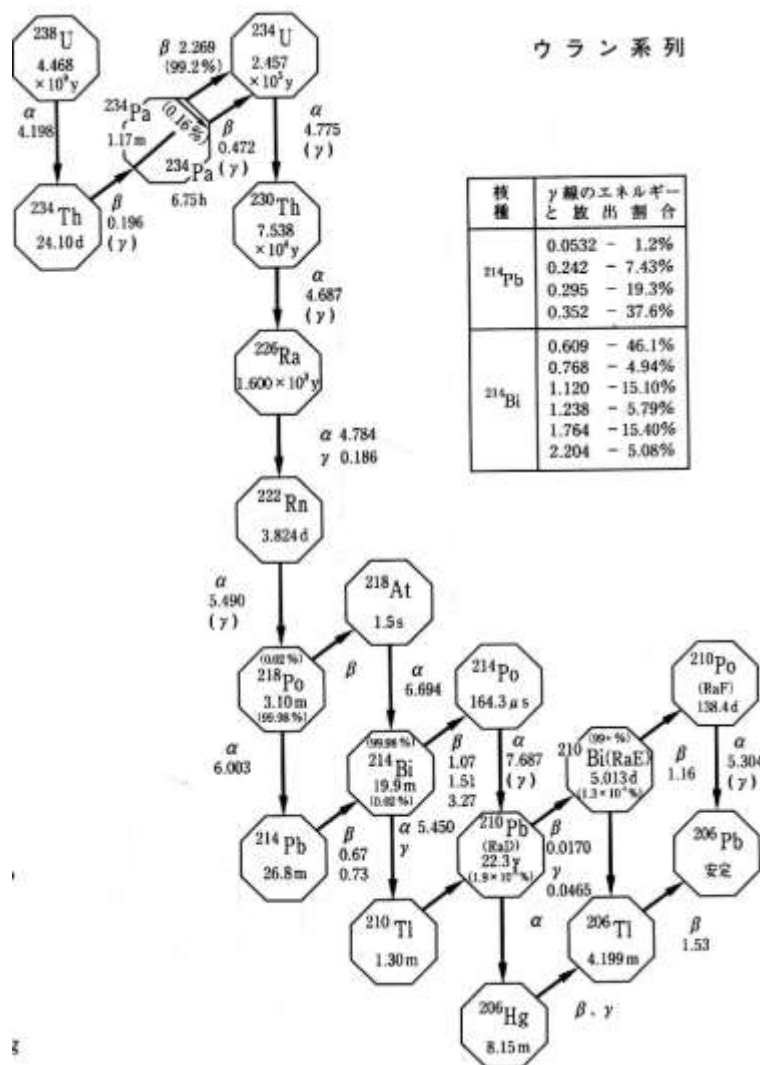 ウラン系列
²³⁸U
4.468
×10⁹y
α
4.198
²³⁴Th
24.10d
β
0.196
(γ)
β 2.269
(99.2%)
²³⁴Pa
1.17m
(0.16%)
²³⁴Pa
6.75h
β
0.472
(γ)
²³⁴U
2.457
×10⁵y
α
4.775
(γ)
²³⁰Th
7.538
×10⁴y
α
4.687
(γ)
²²⁶Ra
1.600×10³y
α 4.784
γ 0.186
²²²Rn
3.824d
α
5.490
(γ)
(0.02%)
²¹⁸Po
3.10m
(99.98%)
β
²¹⁸At
1.5s
α
6.694
α
6.003
²¹⁴Pb
26.8m
β
0.67
0.73
(99.98%)
²¹⁴Bi
19.9m
(0.02%)
β
1.07
1.51
3.27
²¹⁴Po
164.3μs
α
7.687
(γ)
α 5.450
γ
²¹⁰Tl
1.30m
²¹⁰Pb
(RaD)
22.3y
β
0.0170
γ
0.0465
α
²⁰⁶Hg
8.15m
β、γ
(99+%)
²¹⁰Bi(RaE)
5.013d
β
1.16
²¹⁰Po
(RaF)
138.4d
α
5.304
(γ)
²⁰⁶Tl
4.199m
β
1.53
²⁰⁶Pb
安定
核種
γ線のエネルギー
と放出割合
²¹⁴Pb
0.0532 - 1.2%
0.242 - 7.43%
0.295 - 19.3%
0.352 - 37.6%
²¹⁴Bi
0.609 - 46.1%
0.768 - 4.94%
1.120 - 15.10%
1.238 - 5.79%
1.764 - 15.40%
2.204 - 5.08%
g